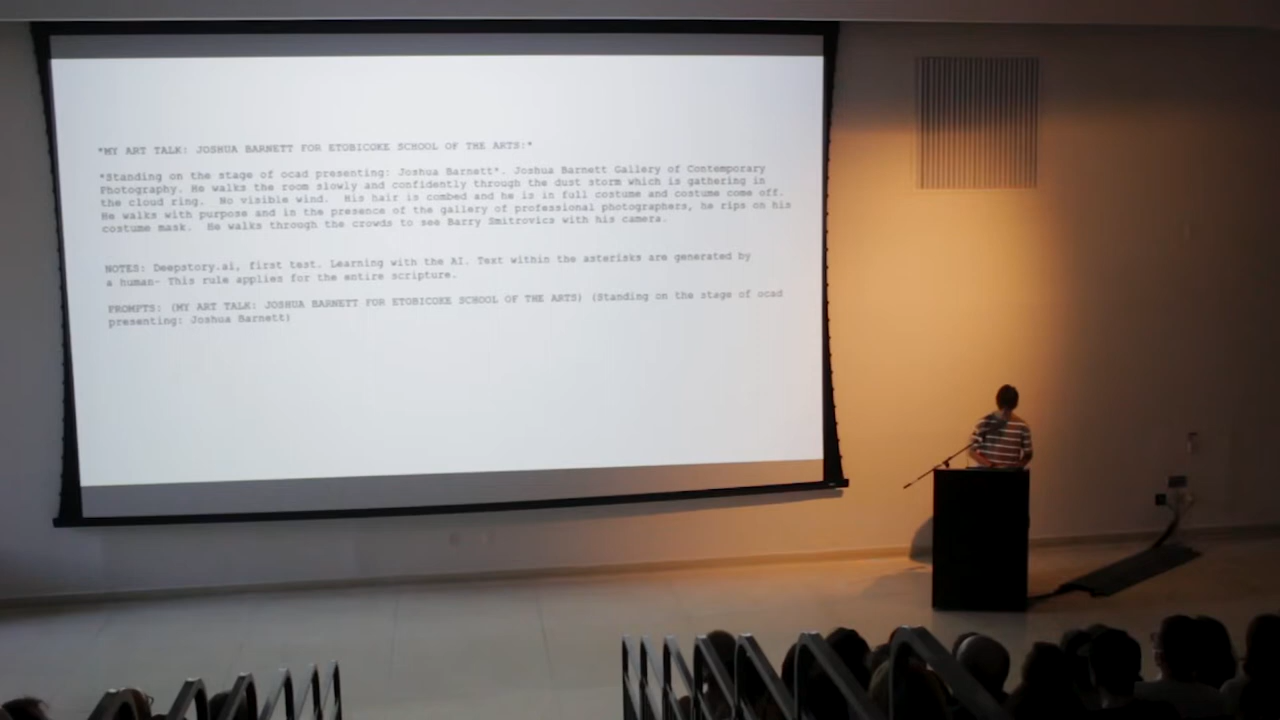 *MY ART TALK: JOSHUA BARNETT FOR ETOBICOKE SCHOOL OF THE ARTS:*
*Standing on the stage of ocad presenting: Joshua Barnett*. Joshua Barnett Gallery of Contemporary
Photography. He walks the room slowly and confidently through the dust storm which is gathering in
the cloud ring. No visible wind. His hair is combed and he is in full costume and costume come off.
He walks with purpose and in the presence of the gallery of professional photographers, he rips on his
costume mask. He walks through the crowds to see Barry Smitrovics with his camera.
NOTES: Deepstory.ai, first test. Learning with the AI. Text within the asterisks are generated by
a human- This rule applies for the entire scripture.
PROMPTS: (MY ART TALK: JOSHUA BARNETT FOR ETOBICOKE SCHOOL OF THE ARTS) (Standing on the stage of ocad
presenting: Joshua Barnett)